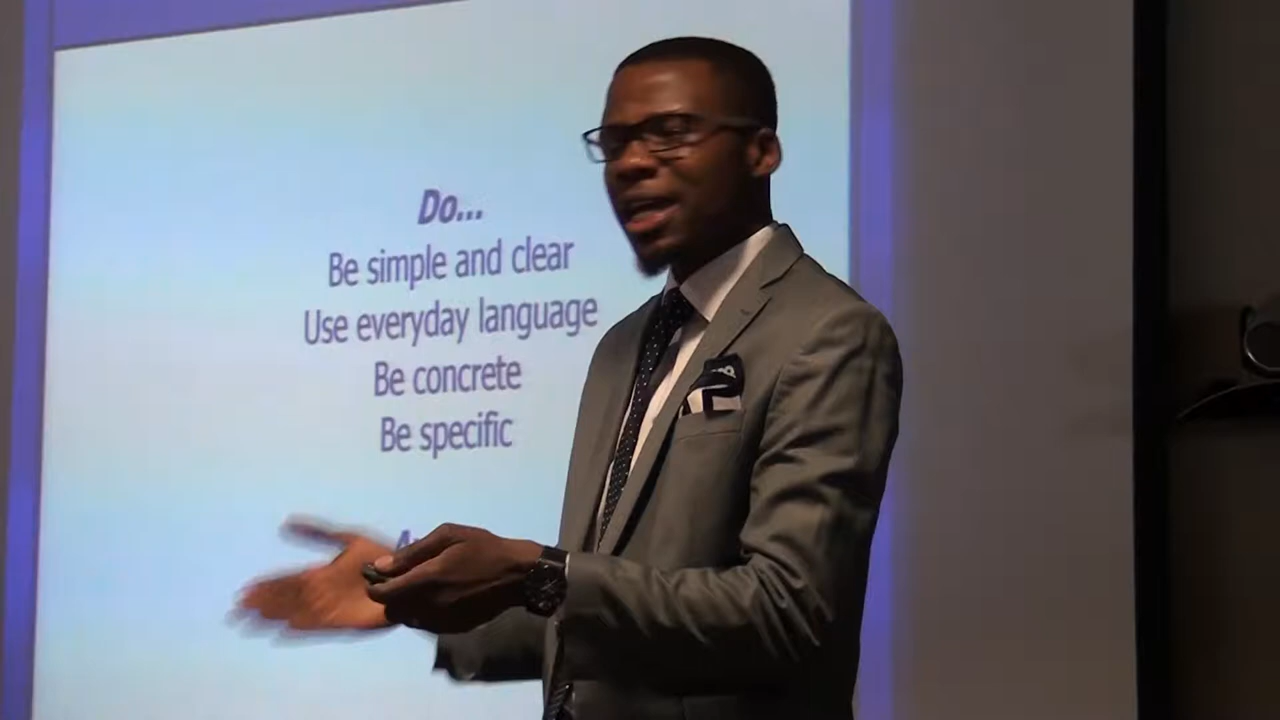 Do...
Be simple and clear
Use everyday language
Be concrete
Be specific